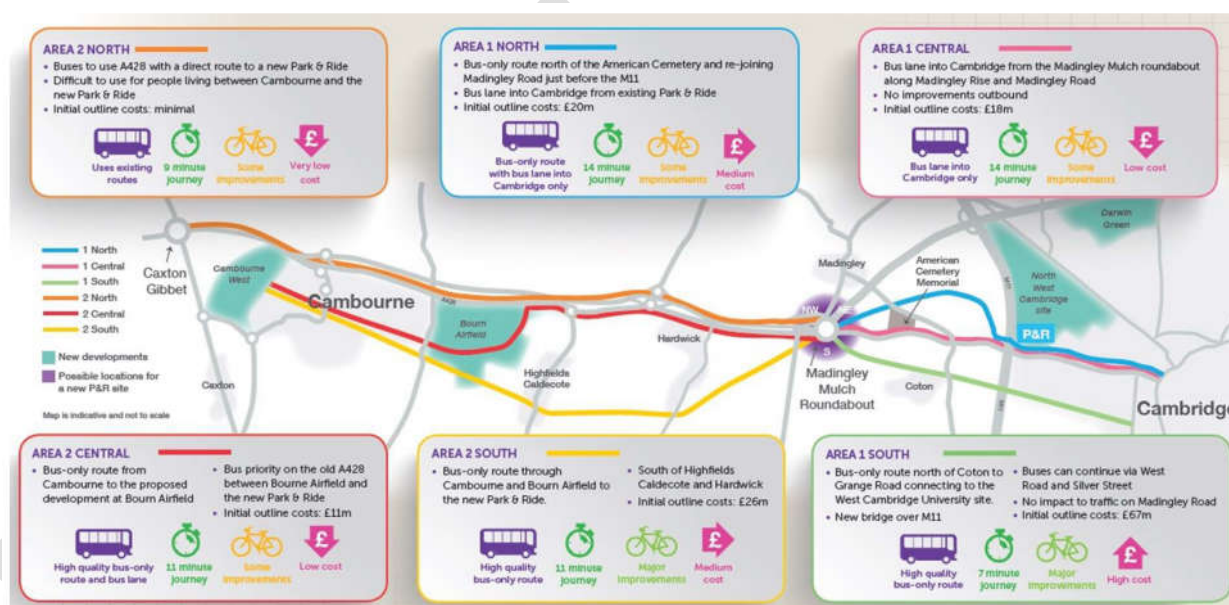 AREA 2 NORTH
• Buses to use A428 with a direct route to a new Park & Ride
• Difficult to use for people living between Cambourne and the
new Park & Ride
• Initial outline costs: minimal
Uses existing
routes
9 minute
journey
Some
improvements
£
Very low
cost
AREA 1 NORTH
• Bus-only route north of the American Cemetery and re-joining
Madingley Road just before the M11
• Bus lane into Cambridge from existing Park & Ride
• Initial outline costs: £20m
Bus-only route
with bus lane into
Cambridge only
14 minute
journey
Some
improvements
£
Medium
cost
AREA 1 CENTRAL
• Bus lane into Cambridge from the Madingley Mulch roundabout
along Madingley Rise and Madingley Road
• No improvements outbound
• Initial outline costs: £18m
Bus lane into
Cambridge only
14 minute
journey
Some
improvements
£
Low cost
1 North
1 Central
1 South
2 North
2 Central
2 South
New developments
Possible locations for
a new P&R site
Map is indicative and not to scale
Caxton
Gibbet
Cambourne
West
Cambourne
Caxton
A428
Bourn
Airfield
Highfields
Caldecote
Hardwick
Madingley
NW
NE
S
Madingley
Mulch
Roundabout
American
Cemetery
Memorial
Coton
M11
M11
North
West
Cambridge
site
Darwin
Green
P&R
Cambridge
AREA 2 CENTRAL
• Bus-only route from
Cambourne to the proposed
development at Bourn Airfield
• Bus priority on the old A428
between Bourne Airfield and
the new Park & Ride
• Initial outline costs: £11m
High quality bus-only
route and bus lane
11 minute
journey
Some
improvements
£
Low cost
AREA 2 SOUTH
• Bus-only route through
Cambourne and Bourn Airfield to
the new Park & Ride.
• South of Highfields
Caldecote and Hardwick
• Initial outline costs: £26m
High quality
bus-only route
11 minute
journey
Major
improvements
£
Medium
cost
AREA 1 SOUTH
• Bus-only route north of Coton to
Grange Road connecting to the
West Cambridge University site.
• New bridge over M11
• Buses can continue via West
Road and Silver Street
• No impact to traffic on Madingley Road
• Initial outline costs: £67m
High quality
bus-only route
7 minute
journey
Major
improvements
£
High cost